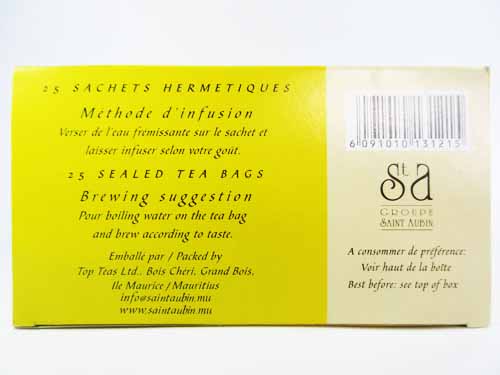 25 SACHETS HERMETIQUES
Méthode d'infusion
Verser de l'eau frémissante sur le sachet et
laisser infuser selon votre goût.
25 SEALED TEA BAGS
Brewing suggestion
Pour boiling water on the tea bag
and brew according to taste.
Emballé par / Packed by
Top Teas Ltd., Bois Chéri, Grand Bois,
Ile Maurice / Mauritius
info@saintaubin.mu
www.saintaubin.mu
6 091010 131215
St a
GROUPE
SAINT AUBIN
A consommer de préférence:
Voir haut de la boîte
Best before: see top of box